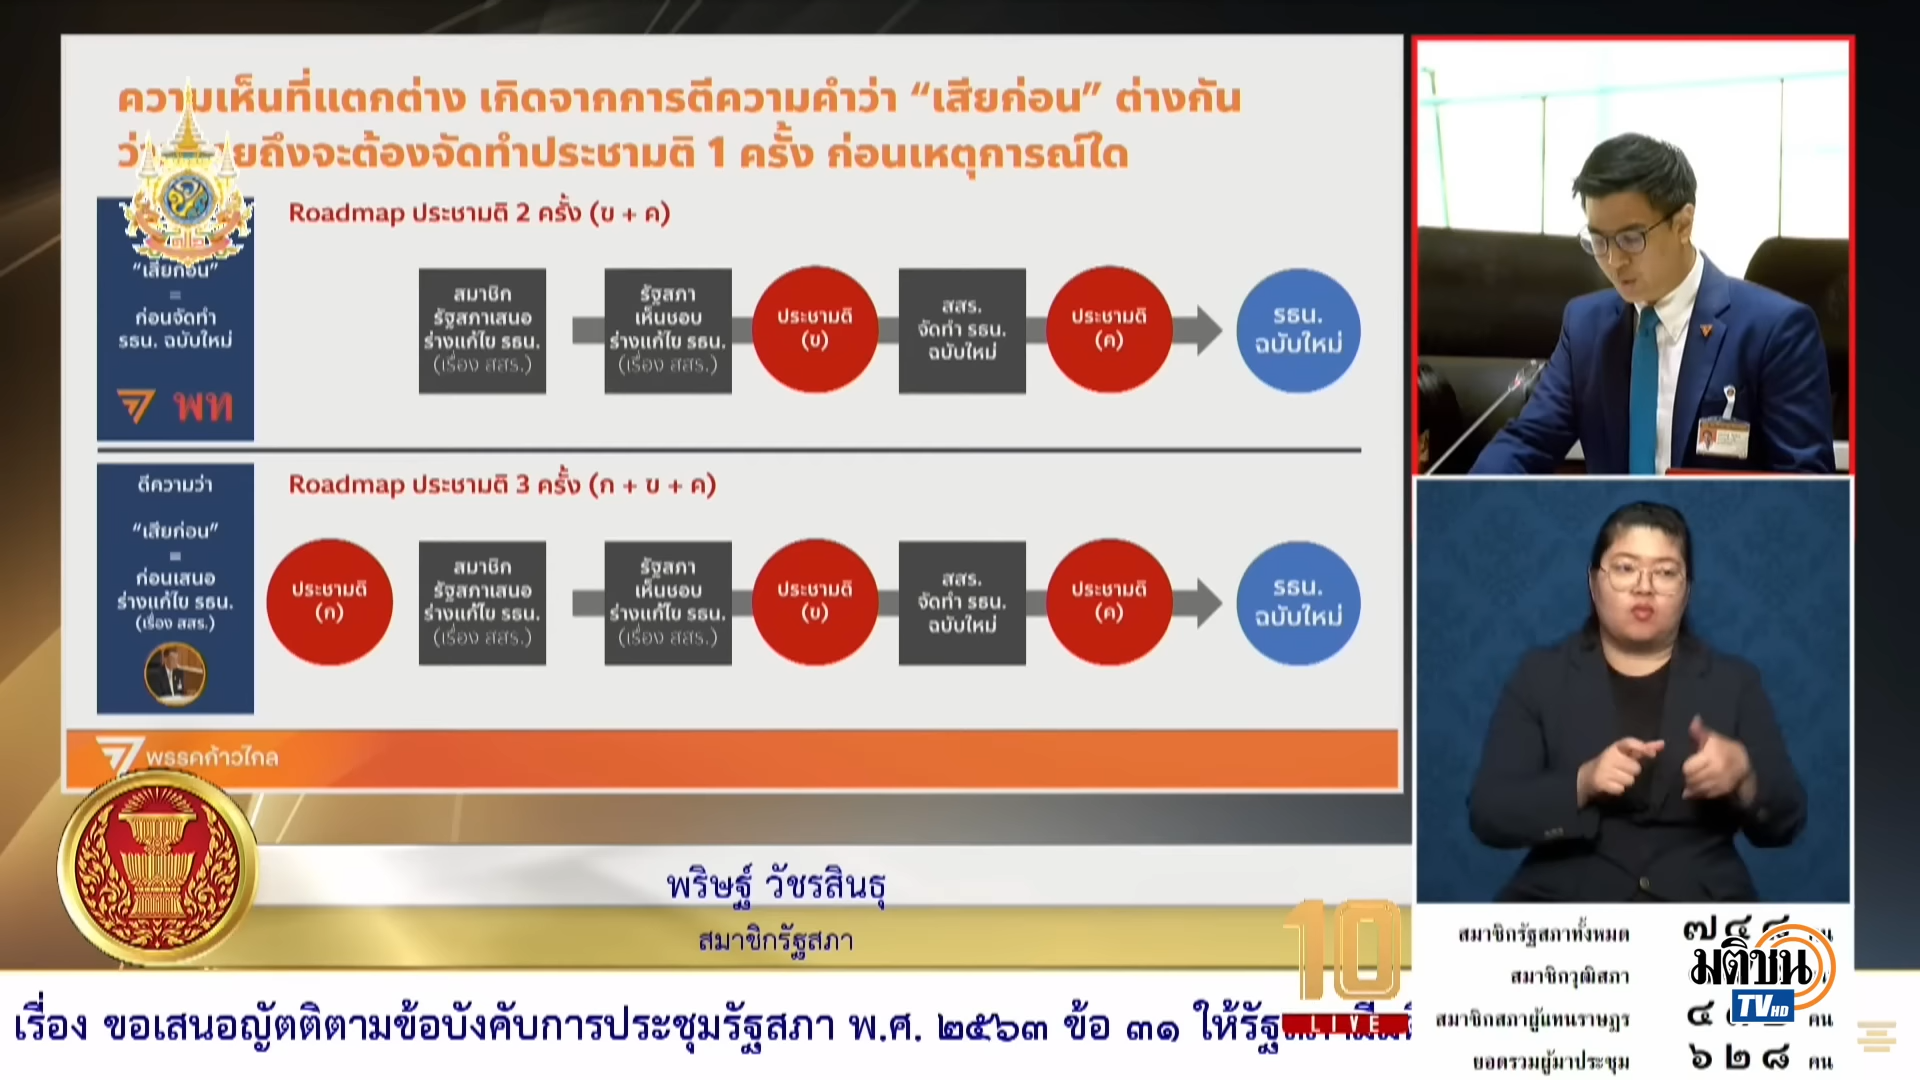 ความเห็นที่แตกต่าง เกิดจากการตีความคำว่า “เสียก่อน” ต่างกัน
ยถึงจะต้องจัดทำประชามติ 1 ครั้ง ก่อนเหตุการณ์ใด
“เสียก่อน”
=
ก่อนจัดทำ
รธน. ฉบับใหม่
พท
Roadmap ประชามติ 2 ครั้ง (ข + ค)
สมาชิก
รัฐสภาเสนอ
ร่างแก้ไข รธน.
(เรื่อง สสร.)
รัฐสภา
เห็นชอบ
ร่างแก้ไข รธน.
(เรื่อง สสร.)
ประชามติ
(ข)
สสร.
จัดทำ รธน.
ฉบับใหม่
ประชามติ
(ค)
รธน.
ฉบับใหม่
ตีความว่า
“เสียก่อน”
=
ก่อนเสนอ
ร่างแก้ไข รธน.
(เรื่อง สสร.)
Roadmap ประชามติ 3 ครั้ง (ก + ข + ค)
ประชามติ
(ก)
สมาชิก
รัฐสภาเสนอ
ร่างแก้ไข รธน.
(เรื่อง สสร.)
รัฐสภา
เห็นชอบ
ร่างแก้ไข รธน.
(เรื่อง สสร.)
ประชามติ
(ข)
สสร.
จัดทำ รธน.
ฉบับใหม่
ประชามติ
(ค)
รธน.
ฉบับใหม่
พรรคก้าวไกล
พริษฐ์ วัชรสินธุ
สมาชิกรัฐสภา
10
LIVE
เรื่อง ขอเสนอญัตติตามข้อบังคับการประชุมรัฐสภา พ.ศ. ๒๕๖๓ ข้อ ๓๑ ให้รัฐ
สมาชิกรัฐสภาทั้งหมด
สมาชิกวุฒิสภา
สมาชิกสภาผู้แทนราษฎร คน
ยอดรวมผู้มาประชุม ๖๒๘ คน
มติชน
TV HD